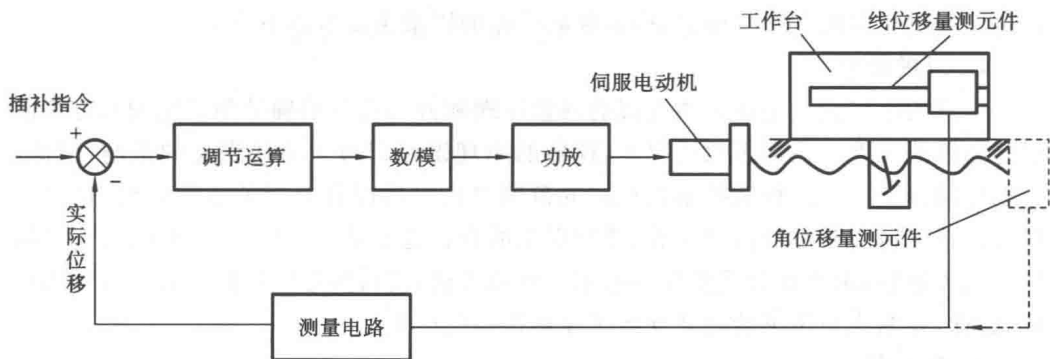 工作台
线位移量测元件
伺服电动机
插补指令
+
调节运算
数/模
功放
−
角位移量测元件
实际位移
测量电路